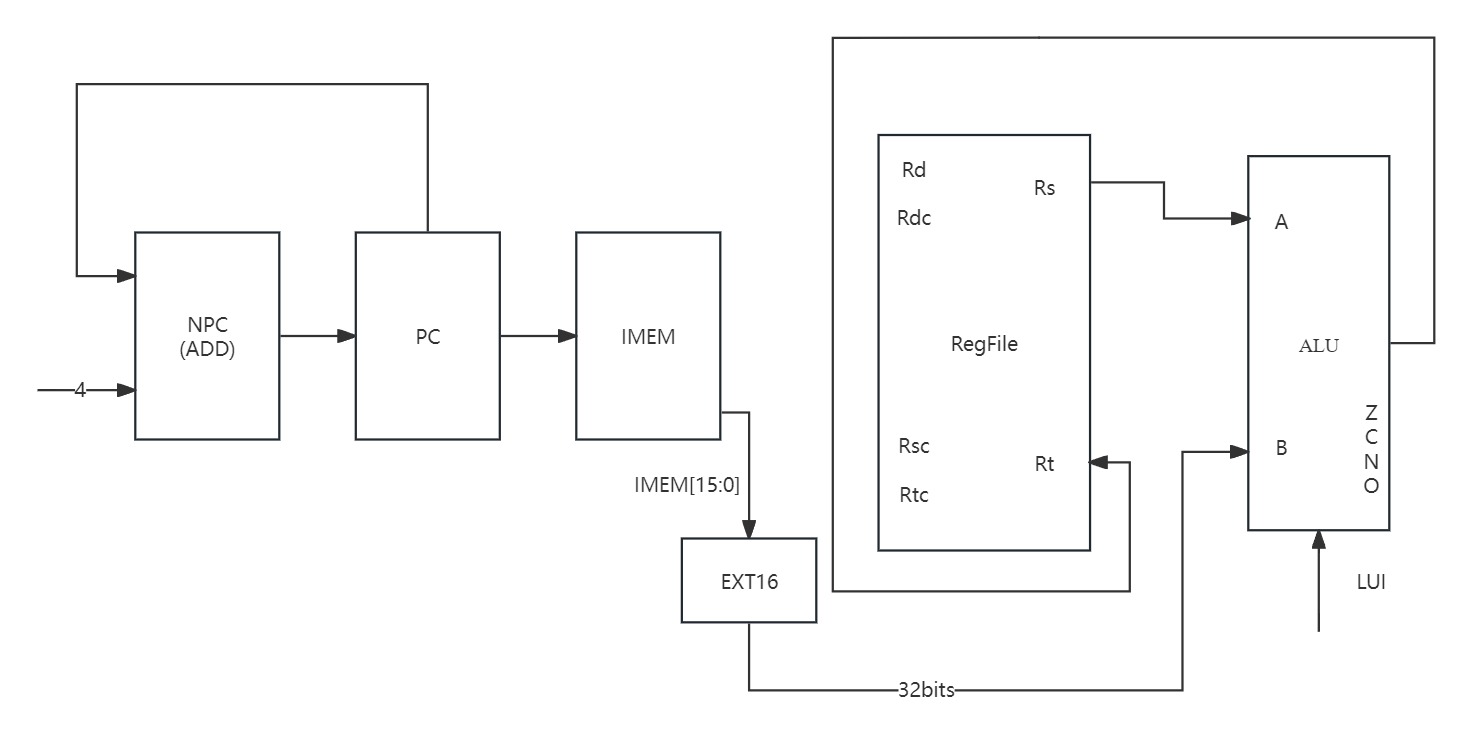 NPC
(ADD)
4
PC
IMEM
IMEM[15:0]
EXT16
32bits
Rd
Rdc
Rs
RegFile
Rsc
Rtc
Rt
A
ALU
B
Z
C
N
O
LUI